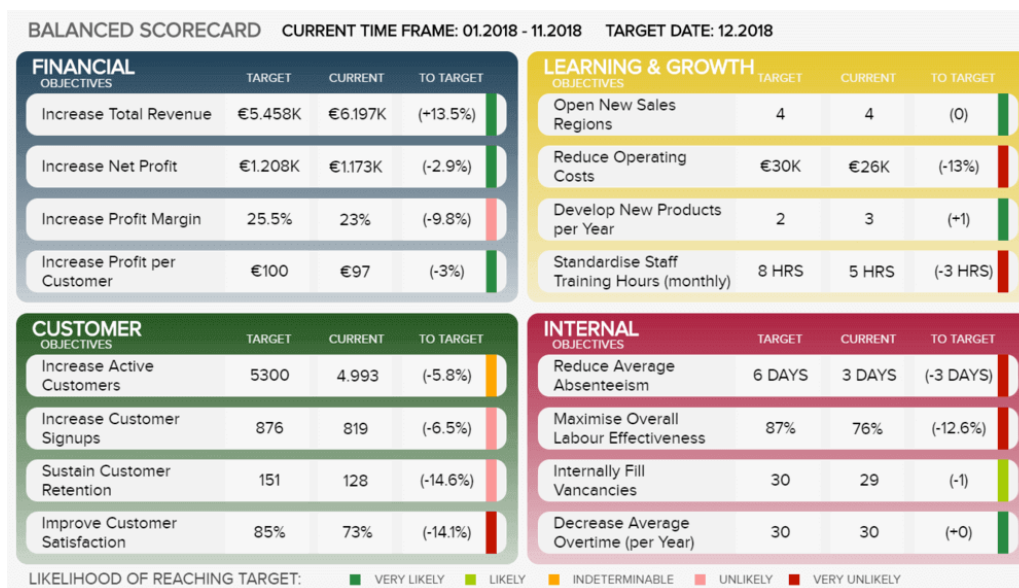 BALANCED SCORECARD CURRENT TIME FRAME: 01.2018 - 11.2018 TARGET DATE: 12.2018
FINANCIAL
OBJECTIVES TARGET CURRENT TO TARGET
Increase Total Revenue €5.458K €6.197K (+13.5%)
Increase Net Profit €1.208K €1.173K (-2.9%)
Increase Profit Margin 25.5% 23% (-9.8%)
Increase Profit per
Customer €100 €97 (-3%)
LEARNING & GROWTH
OBJECTIVES TARGET CURRENT TO TARGET
Open New Sales
Regions 4 4 (0)
Reduce Operating
Costs €30K €26K (-13%)
Develop New Products
per Year 2 3 (+1)
Standardise Staff
Training Hours (monthly) 8 HRS 5 HRS (-3 HRS)
CUSTOMER
OBJECTIVES TARGET CURRENT TO TARGET
Increase Active
Customers 5300 4.993 (-5.8%)
Increase Customer
Signups 876 819 (-6.5%)
Sustain Customer
Retention 151 128 (-14.6%)
Improve Customer
Satisfaction 85% 73% (-14.1%)
INTERNAL
OBJECTIVES TARGET CURRENT TO TARGET
Reduce Average
Absenteeism 6 DAYS 3 DAYS (-3 DAYS)
Maximise Overall
Labour Effectiveness 87% 76% (-12.6%)
Internally Fill
Vancancies 30 29 (-1)
Decrease Average
Overtime (per Year) 30 30 (+0)
LIKELIHOOD OF REACHING TARGET: VERY LIKELY LIKELY INDETERMINABLE UNLIKELY VERY UNLIKELY